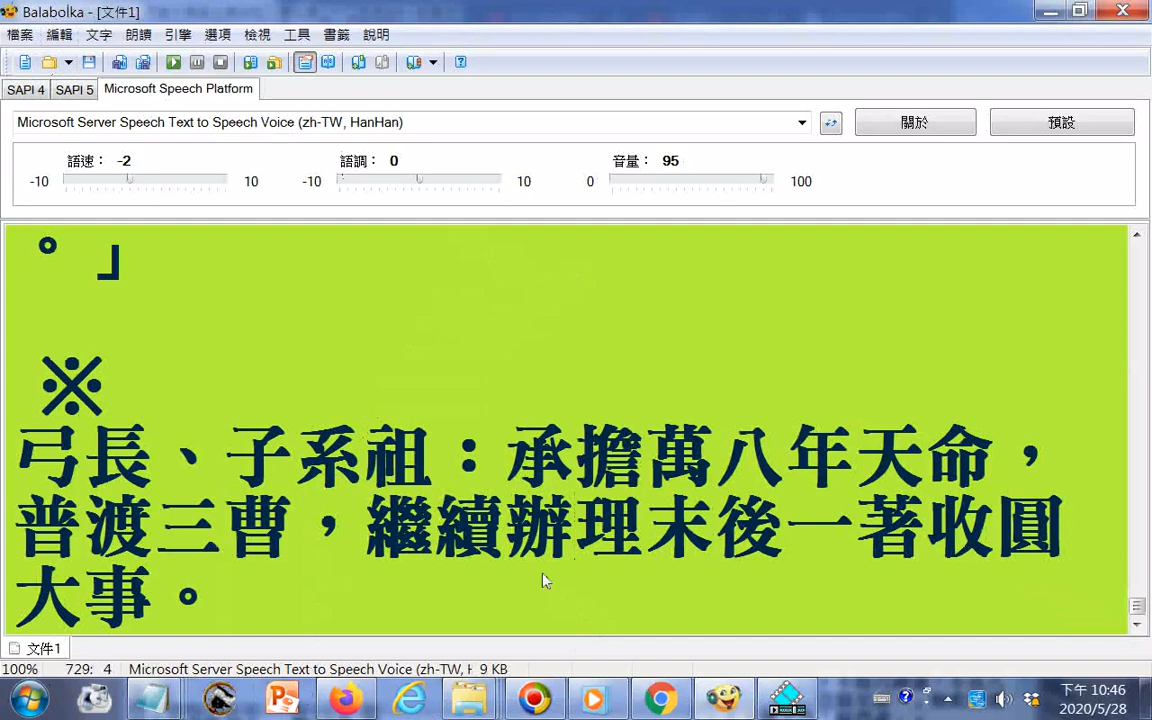 Balabolka - [文件1]
檔案 編輯 文字 朗讀 引擎 選項 檢視 工具 書籤 說明
SAPI 4 SAPI 5 Microsoft Speech Platform
Microsoft Server Speech Text to Speech Voice (zh-TW, HanHan) 關於 預設
語速: -2 語調: 0 音量: 95
-10 10 -10 10 0 100
。」
※
弓長、子系祖：承擔萬八年天命，
普渡三曹，繼續辦理末後一著收圓
大事。
文件1
100% 729: 4 Microsoft Server Speech Text to Speech Voice (zh-TW, H 9 KB
下午 10:46
2020/5/28